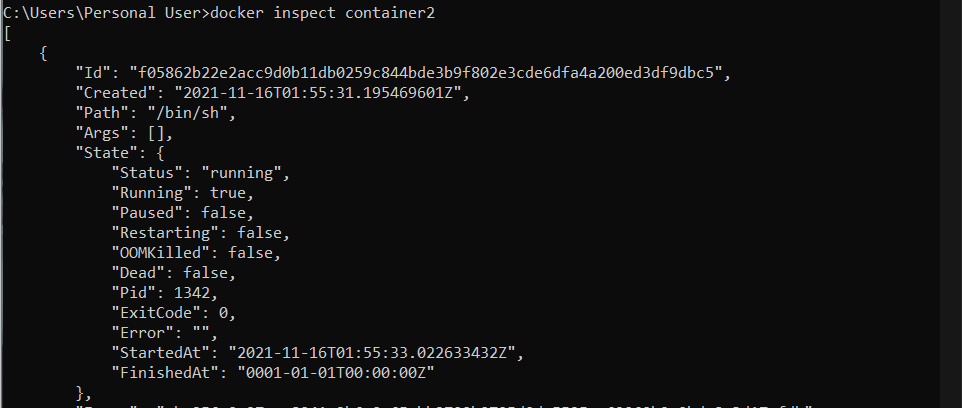 C:\Users\Personal User>docker inspect container2
[
    {
        "Id": "f05862b22e2acc9d0b11db0259c844bde3b9f802e3cde6dfa4a200ed3df9dbc5",
        "Created": "2021-11-16T01:55:31.195469601Z",
        "Path": "/bin/sh",
        "Args": [],
        "State": {
            "Status": "running",
            "Running": true,
            "Paused": false,
            "Restarting": false,
            "OOMKilled": false,
            "Dead": false,
            "Pid": 1342,
            "ExitCode": 0,
            "Error": "",
            "StartedAt": "2021-11-16T01:55:33.022633432Z",
            "FinishedAt": "0001-01-01T00:00:00Z"
        },